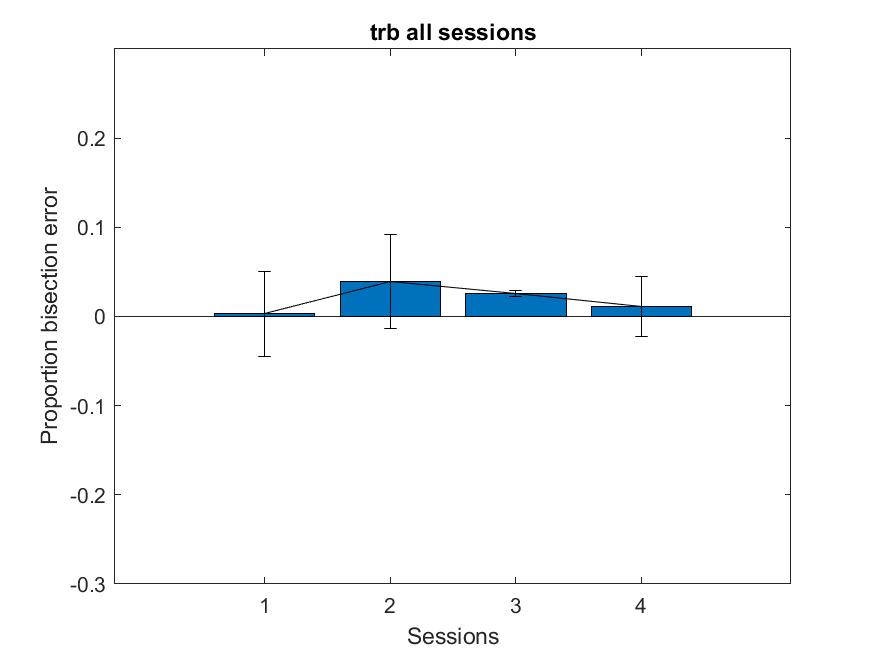 trb all sessions
Proportion bisection error
0.2
0.1
0
-0.1
-0.2
-0.3
1 2 3 4
Sessions